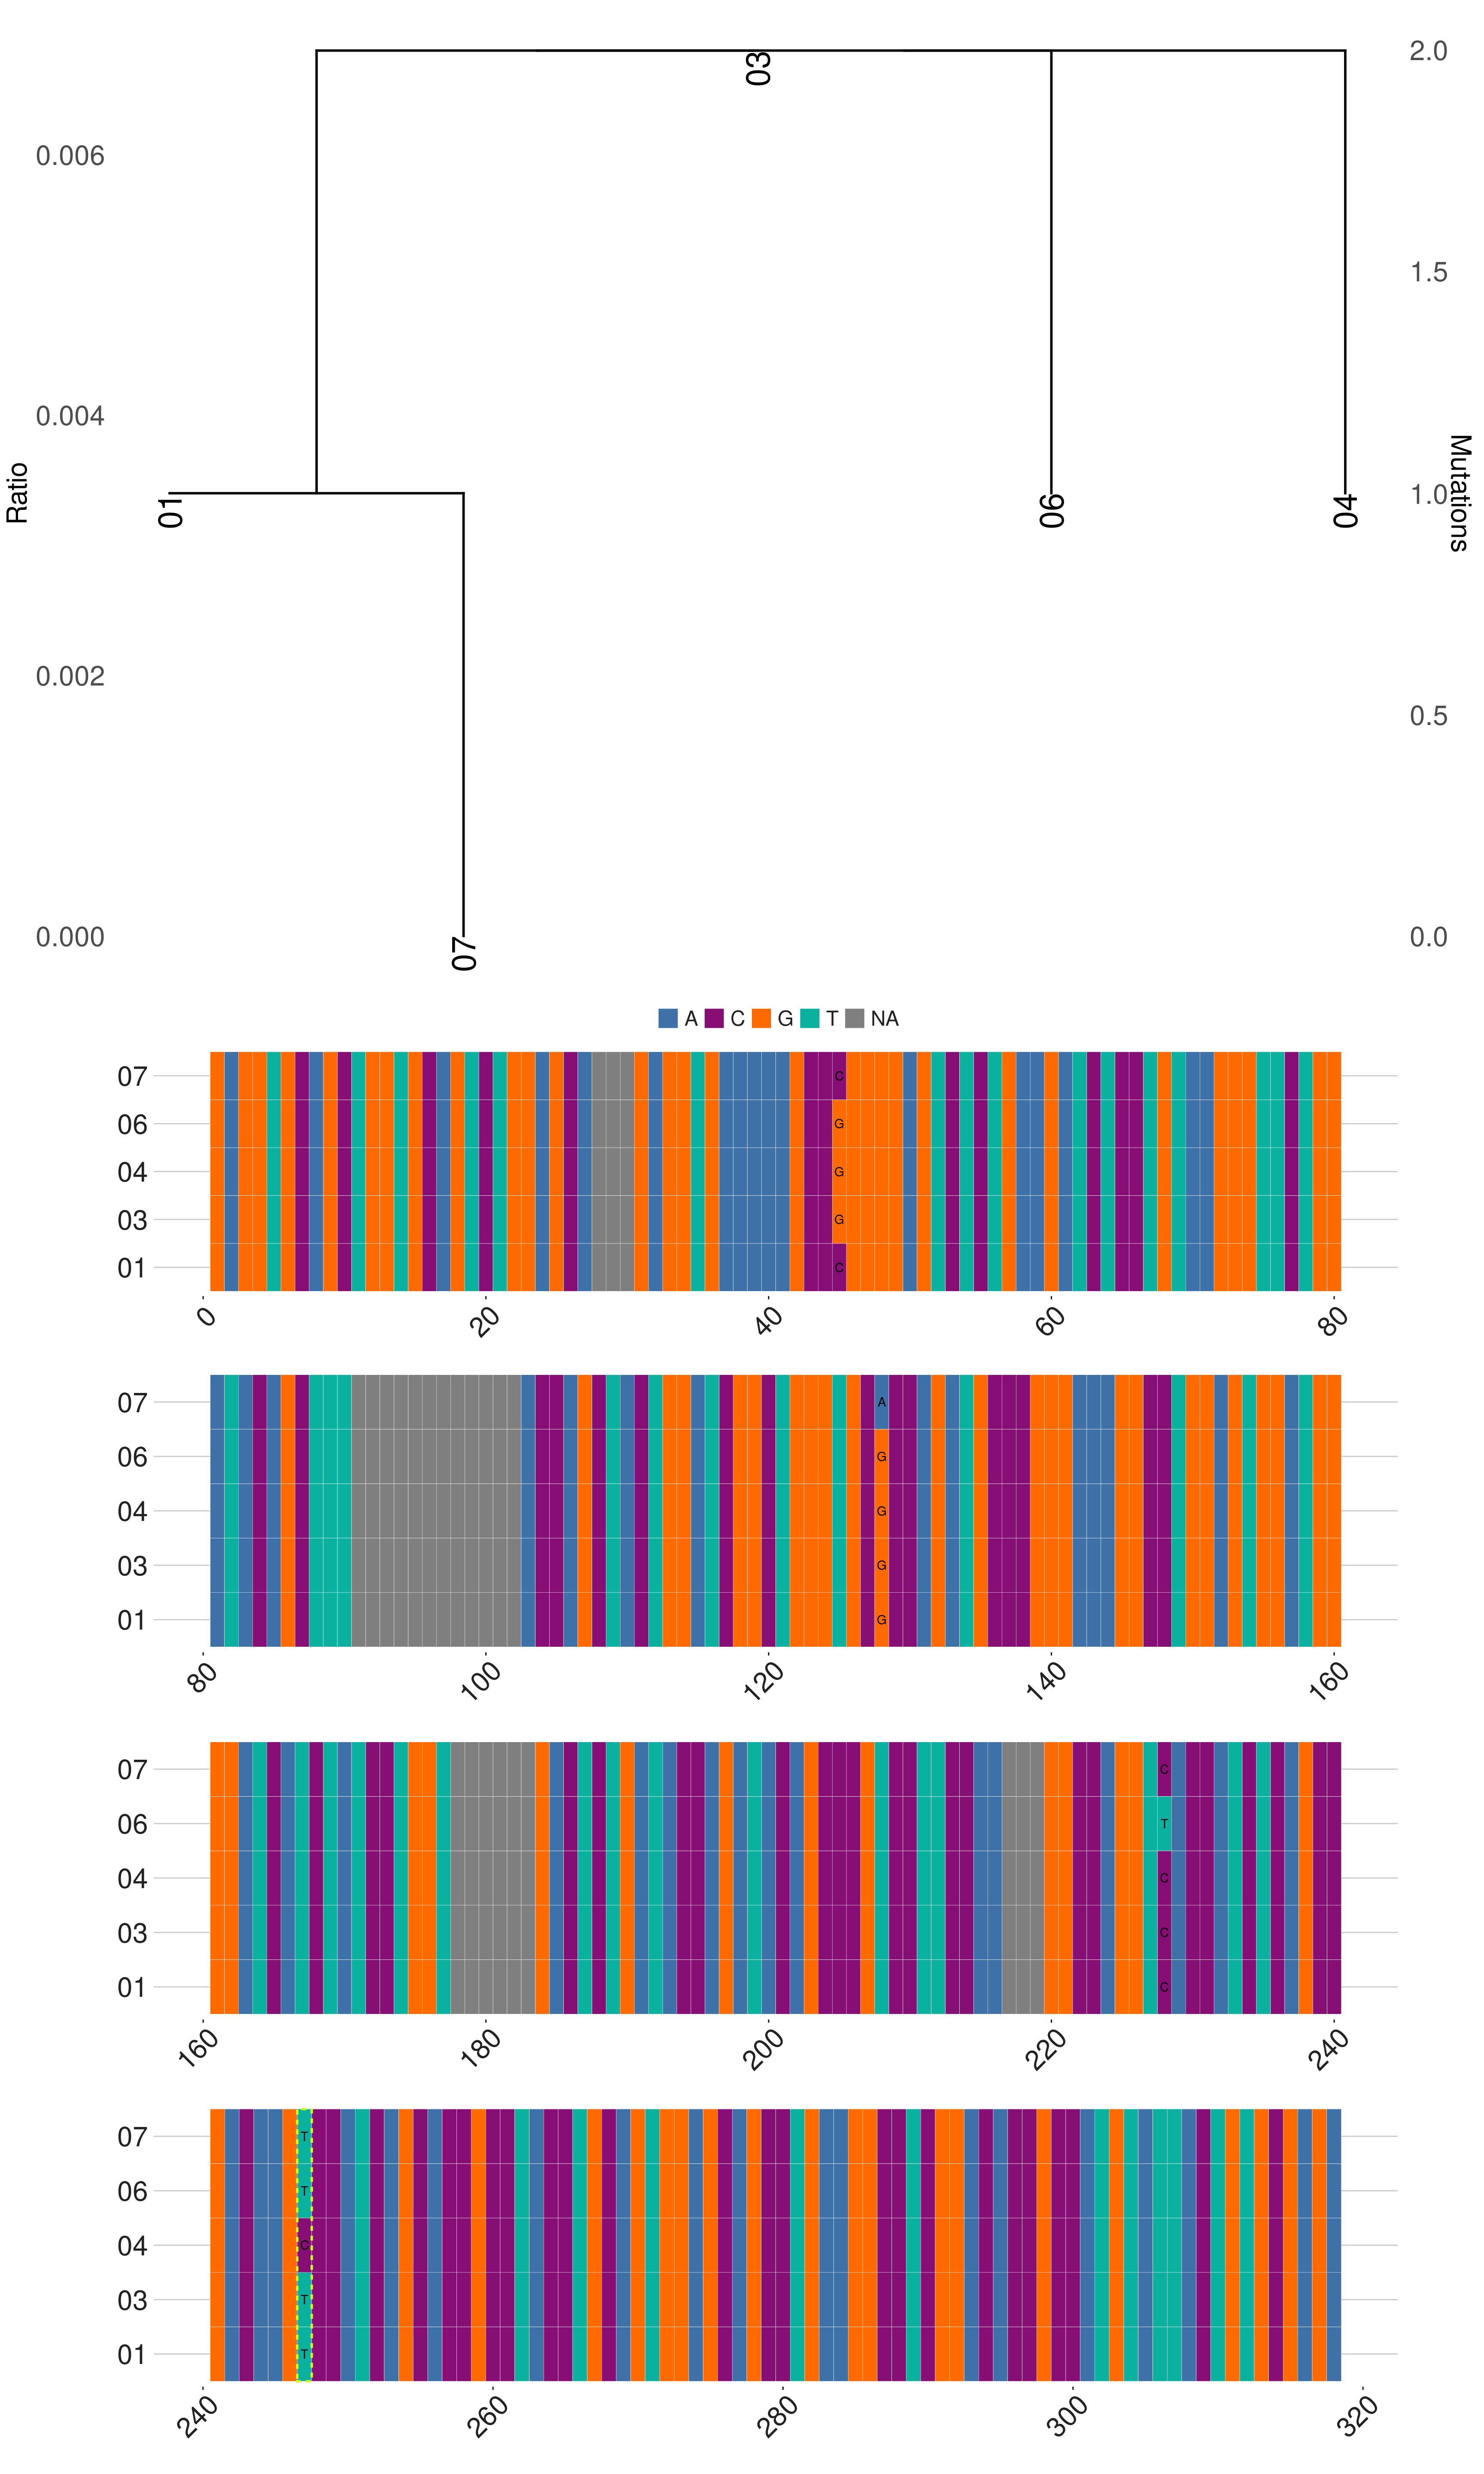 03
2.0
0.006
1.5
0.004
Ratio
01
06
04
1.0
Mutations
0.002
0.5
0.000
07
0.0
A C G T NA
07 C
06 G
04 G
03 G
01 C
0 20 40 60 80
07 A
06 G
04 G
03 G
01 G
80 100 120 140 160
07 C
06 T
04 C
03 C
01 C
160 180 200 220 240
07 T
06 T
04 C
03 T
01 T
240 260 280 300 320